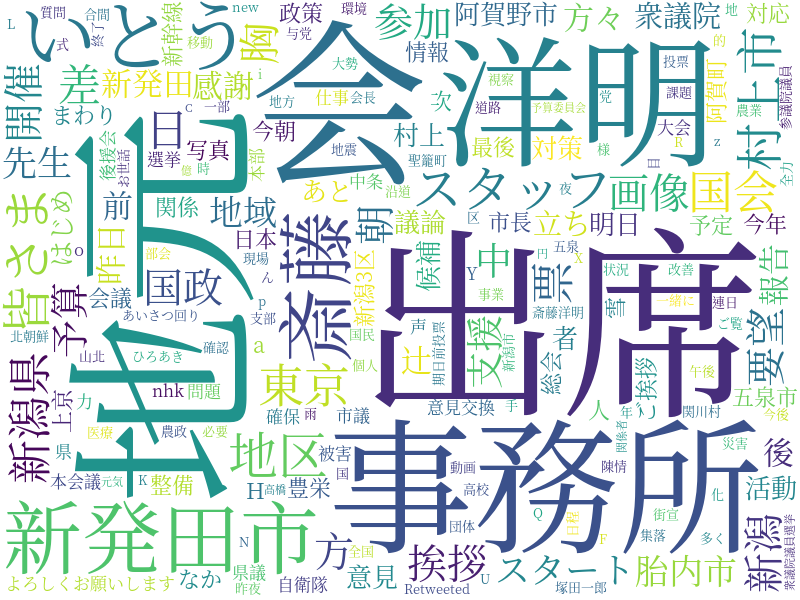 L
質問
合間
new
政策
与党
環境
参加
阿賀野市
方々
衆議院
地
対応
いとう
式
終了
新幹線
移動
胸
情報
的
市
開催
差
新発田
感謝
i
大勢
会
洋明
投票
阿賀町
党
農業
参議院議員
まわり
C
一部
地方
仕事
会長
次
視察
予算委員会
道路
課題
先生
後援会
お世話
日
今朝
地震
村上
最後
対策
様
大会
村上市
選挙
写真
本部
聖籠町
R
z
億
時
中条
沿道
スタッフ
画像
目
国会
全力
皆さま
はじめ
前
関係
地域
あと
夜
昨日
斎藤
朝
議論
市長
立ち
明日
予定
今年
o
日本
新潟3区
候補
中
区
五泉
票
X
状況
改善
報告
部会
現場
ん
会議
国政
Y
円
事業
雪
一緒に
連日
ご覧
要望
p
支部
声
期日前投票
支援
新潟市
斎藤洋明
者
関係者
あいさつ回り
北朝鮮
予算
山北
ひろあき
確認
a
国民
個人
辻
総会
出席
午後
挨拶
五泉市
新潟県
上京
力
nhk
問題
東京
雨
確保
市議
意見交換
手
人
年
り
関川村
今後
県
医療
農政
必要
地区
被害
動画
高校
陳情
災害
後
本会議
元気
K
整備
国
高橋
H
豊栄
事務所
化
活動
Q
日程
街宣
多く
新発田市
N
方
全国
団体
集落
F
新潟
衆議院議員選挙
よろしくお願いします
なか
県議
昨夜
自衛隊
意見
挨拶
Retweeted
U
スタート
塚田一郎
胎内市